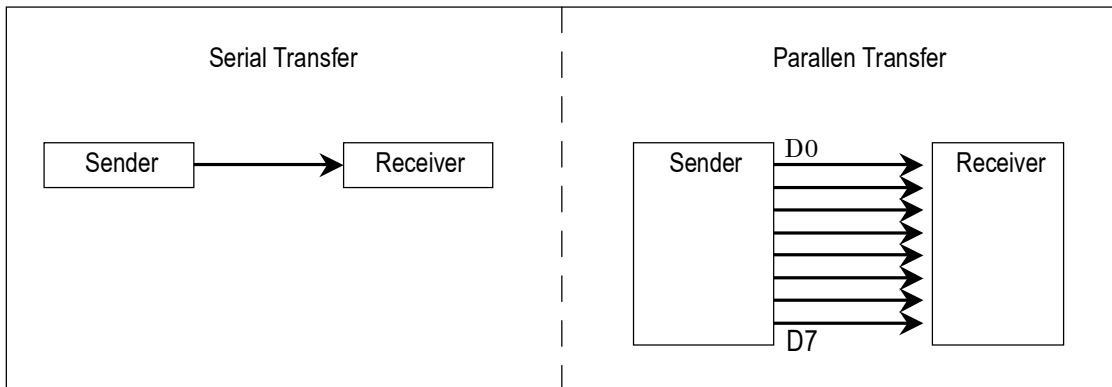 Serial Transfer
Sender
Receiver
Parallen Transfer
Sender
D0
Receiver
D7